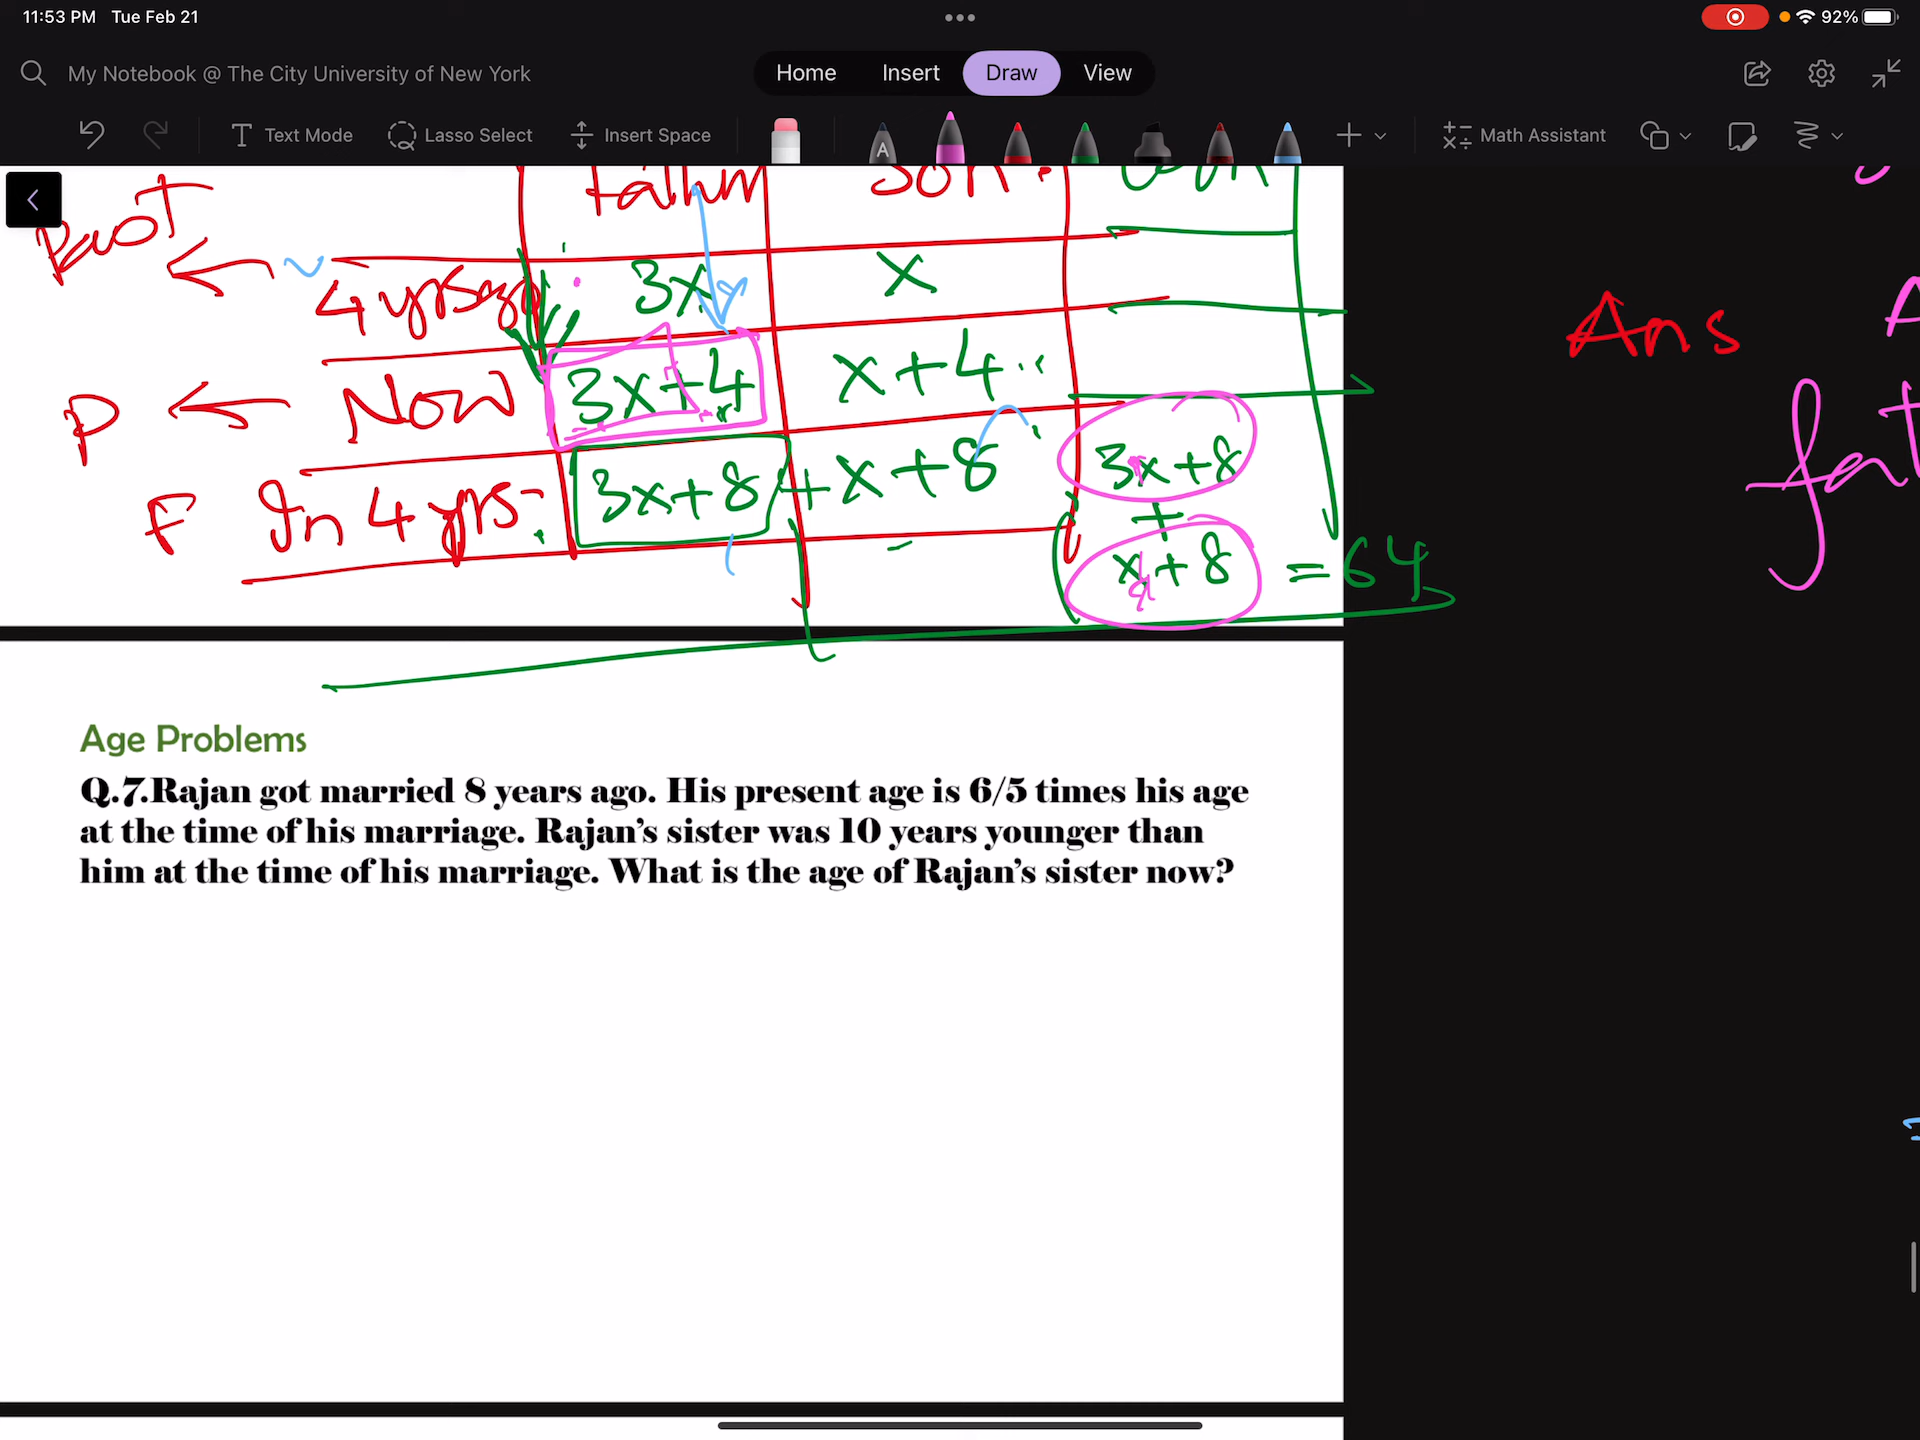 11:53 PM Tue Feb 21
92%
My Notebook @ The City University of New York
Home Insert Draw View
Text Mode Lasso Select Insert Space
A
Math Assistant
Past
Son
4 yrs ago 3x x
P Now 3x+4 x+4
F In 4 yrs 3x+8 + x+8
3x+8
+
x+8 = 64
Ans
Age Problems
Q.7.Rajan got married 8 years ago. His present age is 6/5 times his age
at the time of his marriage. Rajan's sister was 10 years younger than
him at the time of his marriage. What is the age of Rajan's sister now?